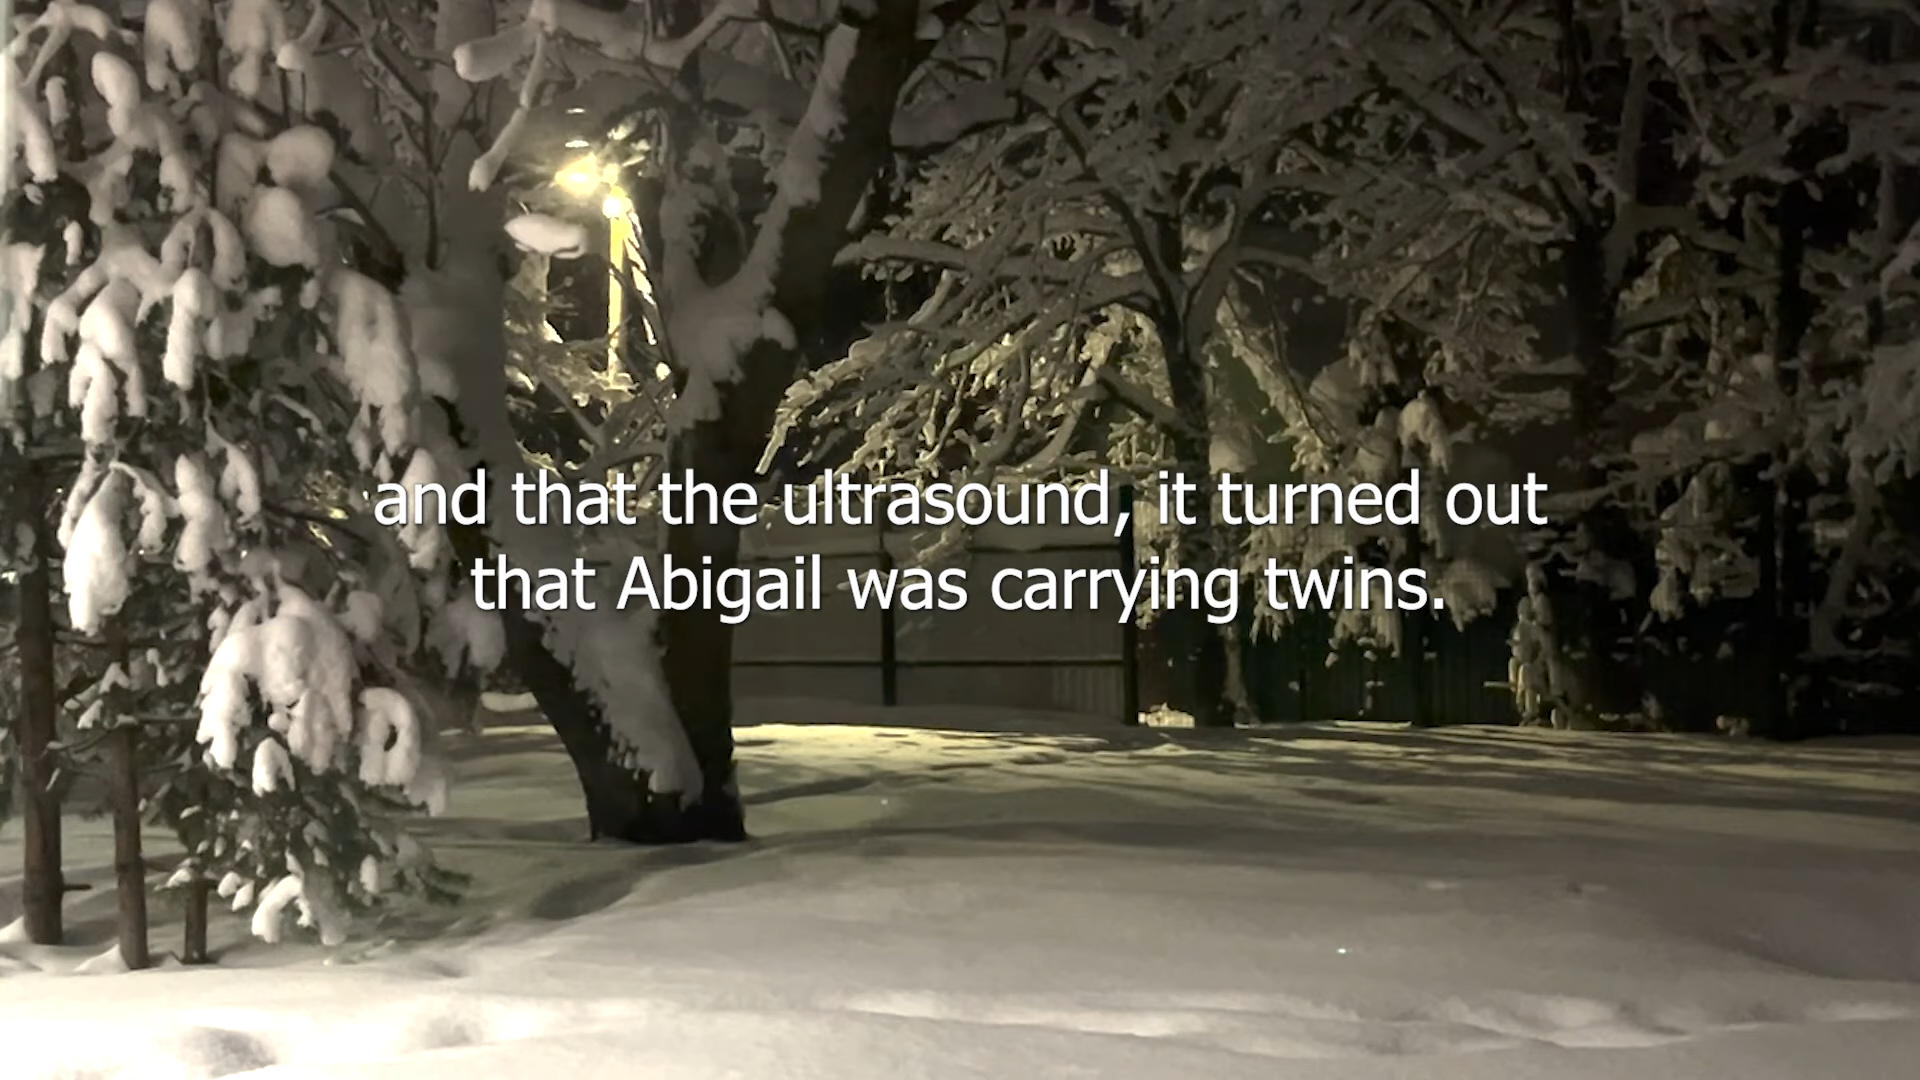 and that the ultrasound, it turned out
that Abigail was carrying twins.